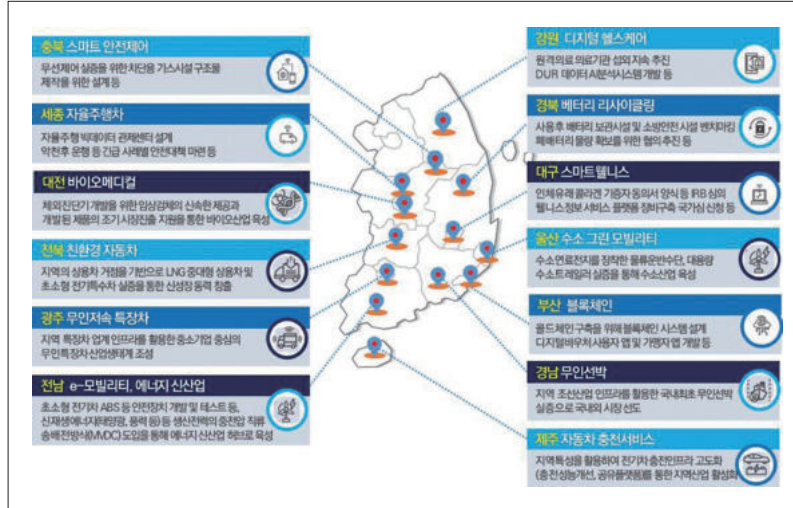 충북 스마트 안전제어
무선제어 실증을 위한 차단용 가스시설 구조물
제작을 위한 설계 등
세종 자율주행차
자율주행 빅데이터 관제센터 설계
악천후 운행 등 긴급 사례별 안전대책 마련 등
대전 바이오메디컬
체외진단기 개발을 위한 임상검체의 신속한 제공과
개발된 제품의 조기 시장진출 지원을 통한 바이오산업 육성
전북 친환경 자동차
지역의 상용차 거점을 기반으로 LNG 중대형 상용차 및
초소형 전기특수차 실증을 통한 신성장 동력 창출
광주 무인저속 특장차
지역 특장차 업계 인프라를 활용한 중소기업 중심의
무인특장차산업생태계 조성
전남 e-모빌리티, 에너지 신산업
초소형 전기차 ABS 등 안전장치 개발 및 테스트 등,
신재생에너지(태양광, 풍력 등) 등 생산전력의 중전압 직류
송배전방식(MVDC) 도입을 통해 에너지 신산업 허브로 육성
강원 디지털 헬스케어
원격의료 의료기관 섭외 지속 추진
DUR 데이터 AI분석시스템 개발 등
경북 베터리 리사이클링
사용후 배터리 보관시설 및 소방안전 시설 벤치마킹
폐배터리 물량 확보를 위한 협의 추진 등
대구 스마트웰니스
인체유래 콜라겐 기증자 동의서 양식 등 IRB 심의
웰니스정보 서비스 플랫폼 장비구축 국가심 신청 등
울산 수소 그린 모빌리티
수소연료전지를 장착한 물류운반수단, 대용량
수소트레일러 실증을 통해 수소산업 육성
부산 블록체인
콜드체인 구축을 위해 블록체인 시스템 설계
디지털 바우처 사용자 앱 및 가맹자 앱 개발 등
경남 무인선박
지역 조선산업 인프라를 활용한 국내최초 무인선박
실증으로 국내외 시장 선도
제주 자동차 충전서비스
지역특성을 활용하여 전기차 충전인프라 고도화
(충전성능개선, 공유플랫폼)를 통한 지역산업 활성화